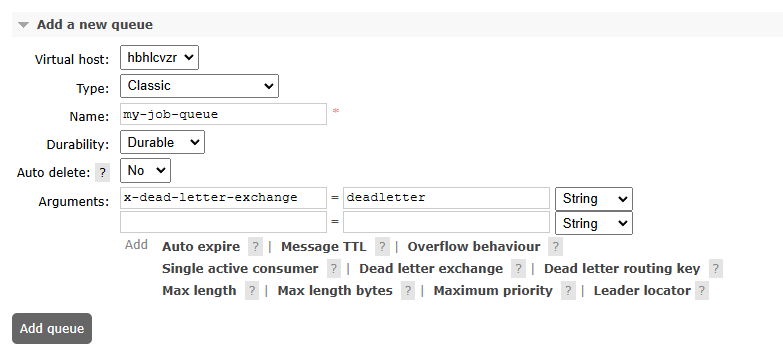 Add a new queue
Virtual host: hbhlcvzr
Type: Classic
Name: my-job-queue *
Durability: Durable
Auto delete: ? No
Arguments: x-dead-letter-exchange = deadletter String
= String
Add Auto expire ? | Message TTL ? | Overflow behaviour ?
Single active consumer ? | Dead letter exchange ? | Dead letter routing key ?
Max length ? | Max length bytes ? | Maximum priority ? | Leader locator ?
Add queue